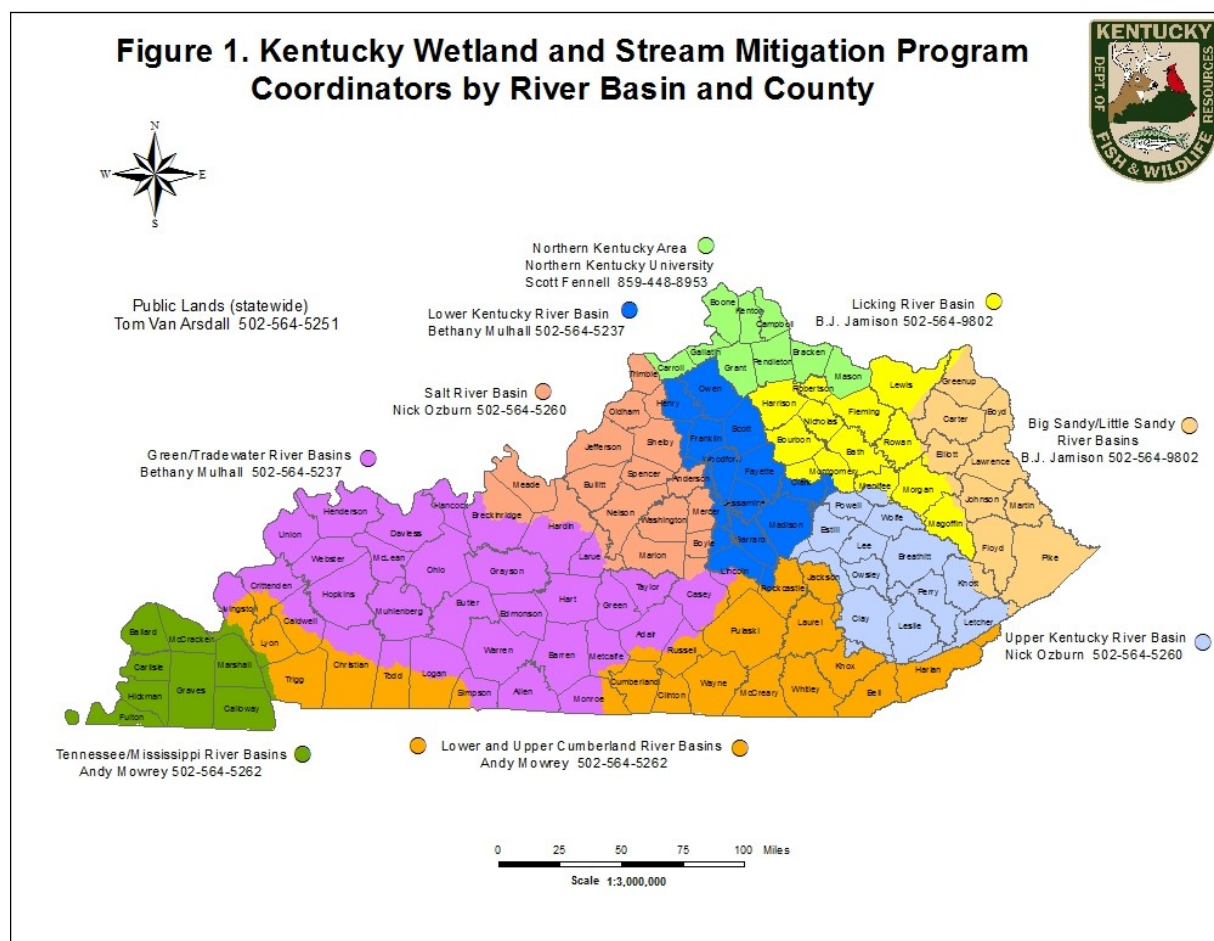 Figure 1. Kentucky Wetland and Stream Mitigation Program
Coordinators by River Basin and County
KENTUCKY
DEPT. OF
FISH & WILDLIFE
RESOURCES
N
W
E
S
Northern Kentucky Area
Northern Kentucky University
Scott Fennell 859-448-8953
Public Lands (statewide)
Tom Van Arsdall 502-564-5251
Lower Kentucky River Basin
Bethany Mulhall 502-564-5237
Licking River Basin
B.J. Jamison 502-564-9802
Salt River Basin
Nick Ozburn 502-564-5260
Big Sandy/Little Sandy
River Basins
B.J. Jamison 502-564-9802
Green/Tradewater River Basins
Bethany Mulhall 502-564-5237
Upper Kentucky River Basin
Nick Ozburn 502-564-5260
Tennessee/Mississippi River Basins
Andy Mowrey 502-564-5262
Lower and Upper Cumberland River Basins
Andy Mowrey 502-564-5262
Boone
Kenton
Campbell
Gallatin
Carroll
Grant
Pendleton
Bracken
Mason
Trimble
Owen
Henry
Robertson
Lewis
Greenup
Harrison
Oldham
Fleming
Carter
Boyd
Scott
Nicholas
Franklin
Shelby
Jefferson
Bourbon
Rowan
Bath
Elliott
Lawrence
Woodford
Fayette
Spencer
Anderson
Montgomery
Clark
Menifee
Morgan
Johnson
Martin
Meade
Bullitt
Nelson
Washington
Mercer
Madison
Powell
Wolfe
Magoffin
Hancock
Breckinridge
Henderson
Hardin
Estill
Lee
Breathitt
Floyd
Pike
Union
Daviess
Webster
McLean
Ohio
Grayson
Larue
Marion
Boyle
Lincoln
Rockcastle
Jackson
Owsley
Knott
Perry
Crittenden
Hopkins
Muhlenberg
Butler
Edmonson
Hart
Green
Taylor
Casey
Pulaski
Laurel
Clay
Leslie
Letcher
Livingston
Caldwell
Lyon
Warren
Barren
Metcalfe
Adair
Russell
Knox
Harlan
Ballard
McCracken
Carlisle
Marshall
Graves
Hickman
Fulton
Calloway
Trigg
Christian
Todd
Logan
Simpson
Allen
Monroe
Cumberland
Clinton
Wayne
McCreary
Whitley
Bell
0 25 50 75 100 Miles
Scale 1:3,000,000